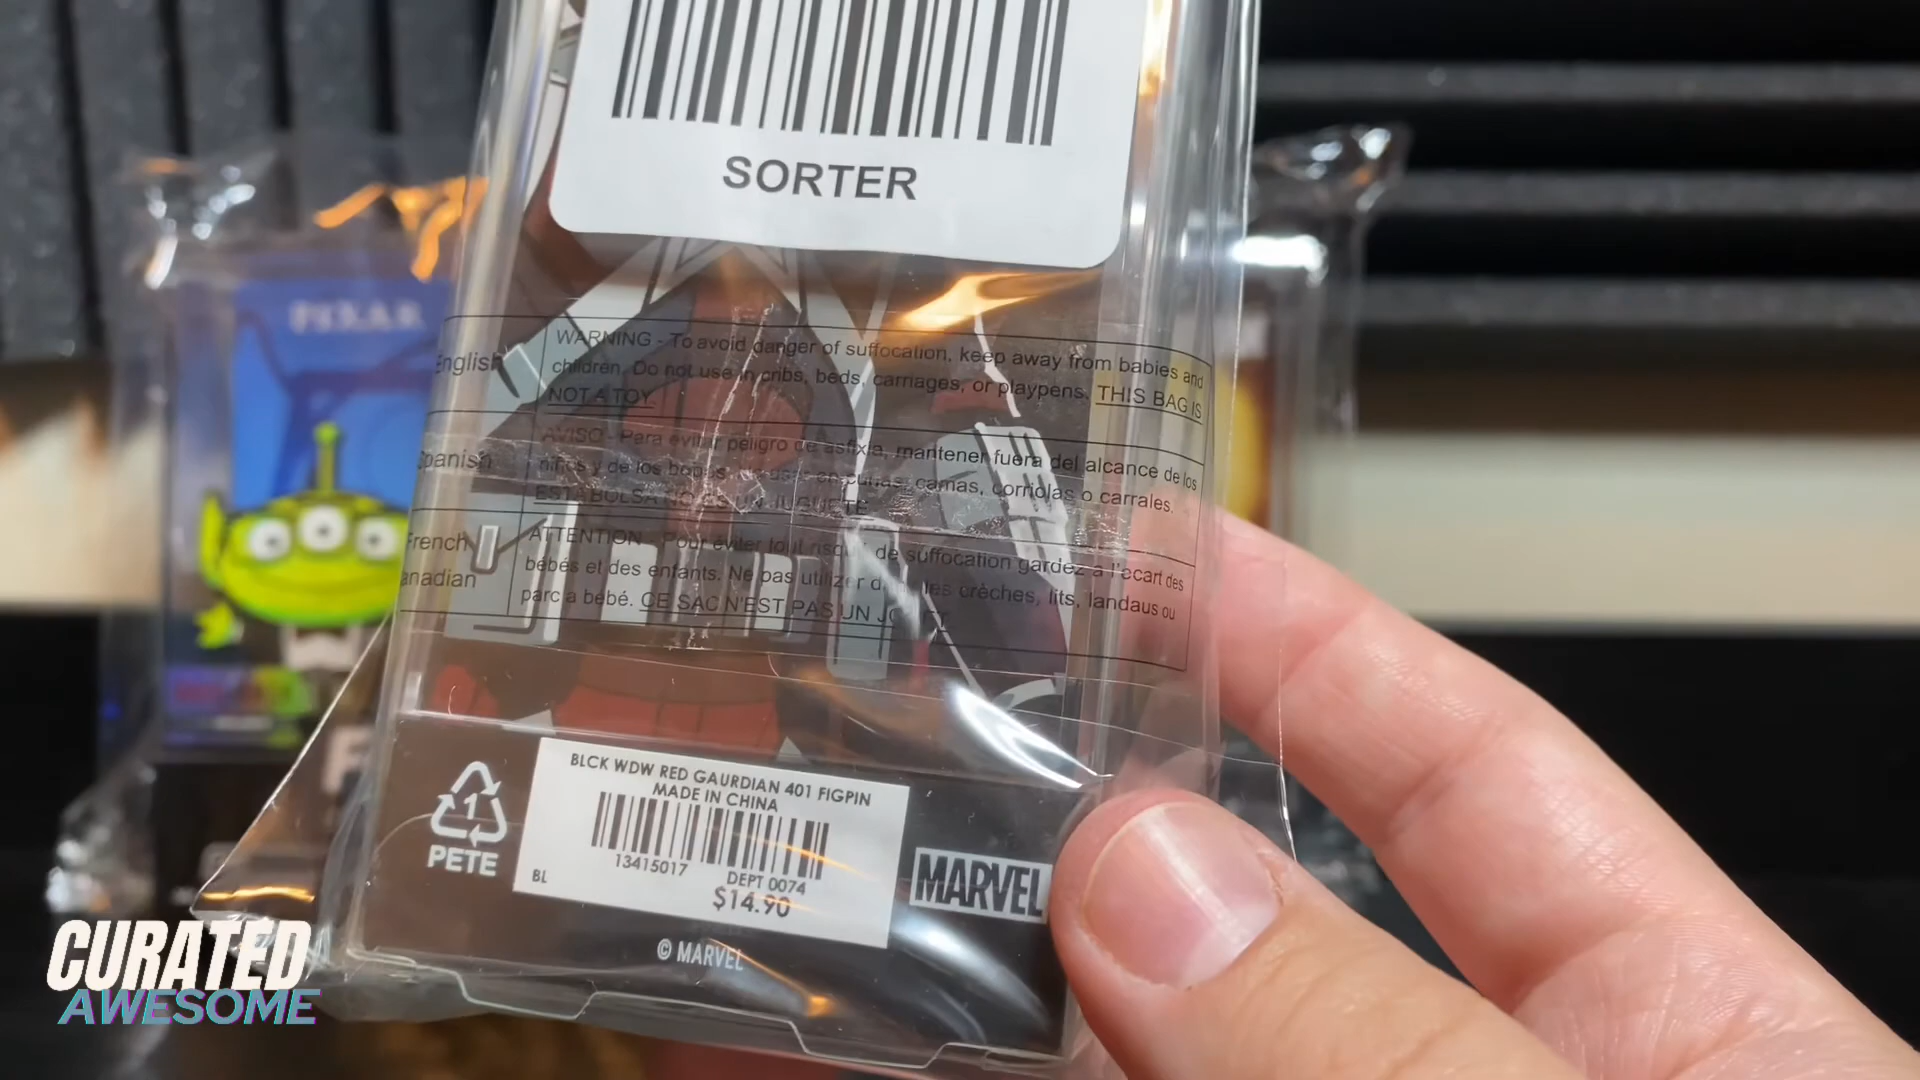 SORTER
PIXAR
English
WARNING - To avoid danger of suffocation, keep away from babies and
children. Do not use in cribs, beds, carriages, or playpens. THIS BAG IS
NOT A TOY
Spanish
AVISO - Para evitar peligro de asfixia, mantener fuera del alcance de los
niños y de los bebes. camas, corriolas o carrales.
ESTA BOLSA NO ES UN JUGUETE
French
Canadian
ATTENTION - Pour éviter tout risque de suffocation gardez à l'ecart des
bébés et des enfants. Ne pas utilizer les crèches, lits, landaus ou
parc a bébé. CE SAC N'EST PAS UN
BLCK WDW RED GAURDIAN 401 FIGPIN
MADE IN CHINA
13415017 DEPT 0074
BL $14.90
1
PETE
MARVEL
© MARVEL
CURATED
AWESOME